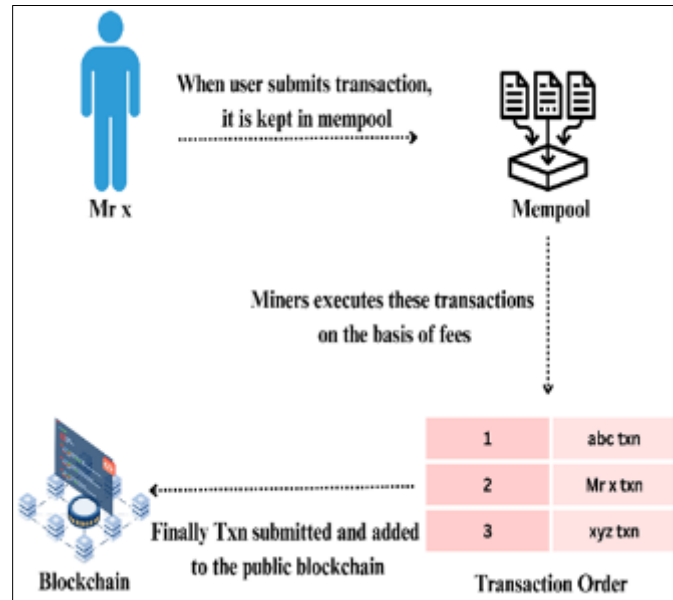 When user submits transaction,
it is kept in mempool
Mr x
Mempool
Miners executes these transactions
on the basis of fees
1 abc txn
2 Mr x txn
3 xyz txn
Finally Txn submitted and added
to the public blockchain
Blockchain
Transaction Order